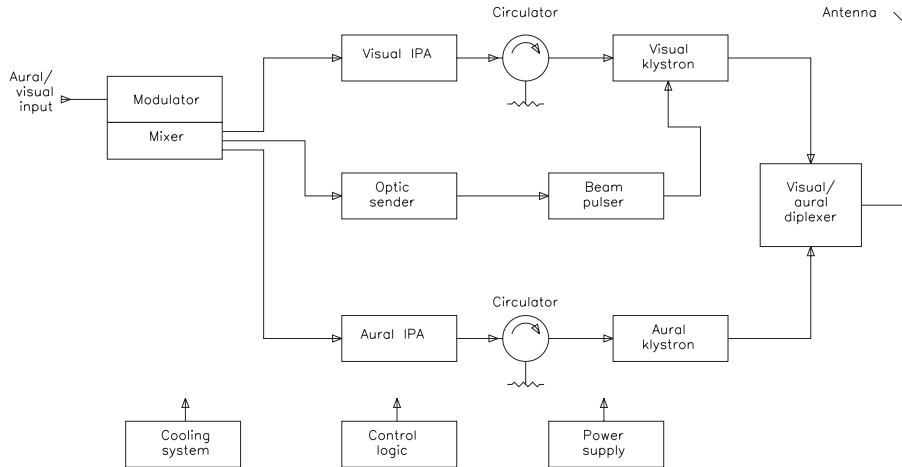 Circulator
Antenna
Aural/
visual
input
Modulator
Mixer
Visual IPA
Visual
klystron
Optic
sender
Beam
pulser
Visual/
aural
diplexer
Circulator
Aural IPA
Aural
klystron
Cooling
system
Control
logic
Power
supply